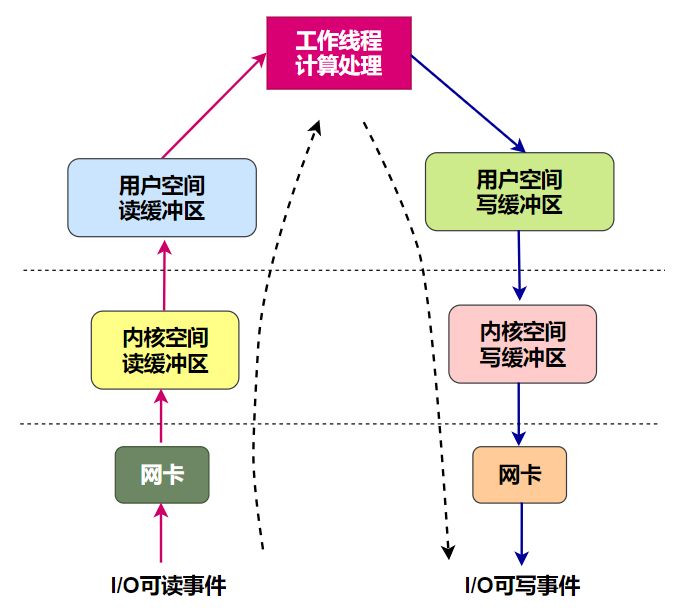 工作线程
计算处理
用户空间
读缓冲区
用户空间
写缓冲区
内核空间
读缓冲区
内核空间
写缓冲区
网卡
网卡
I/O可读事件
I/O可写事件